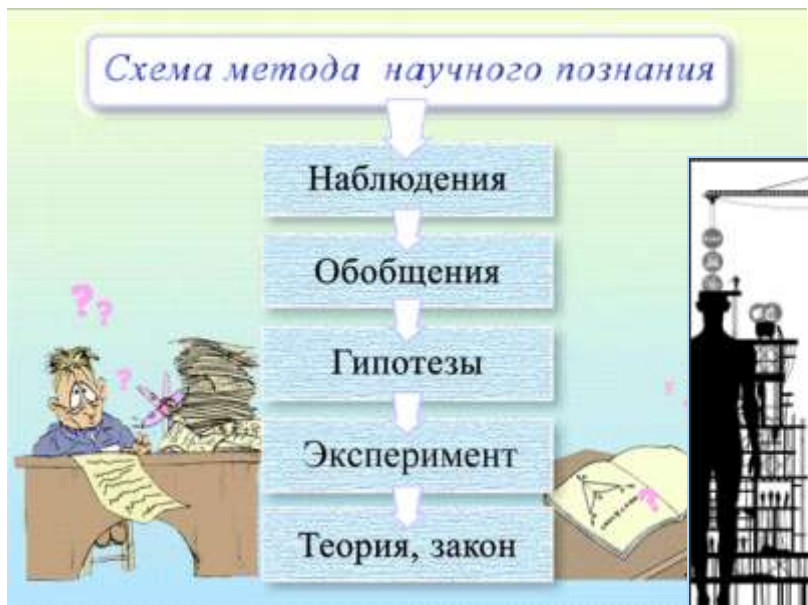 Схема метода научного познания
Наблюдения
Обобщения
Гипотезы
Эксперимент
Теория, закон